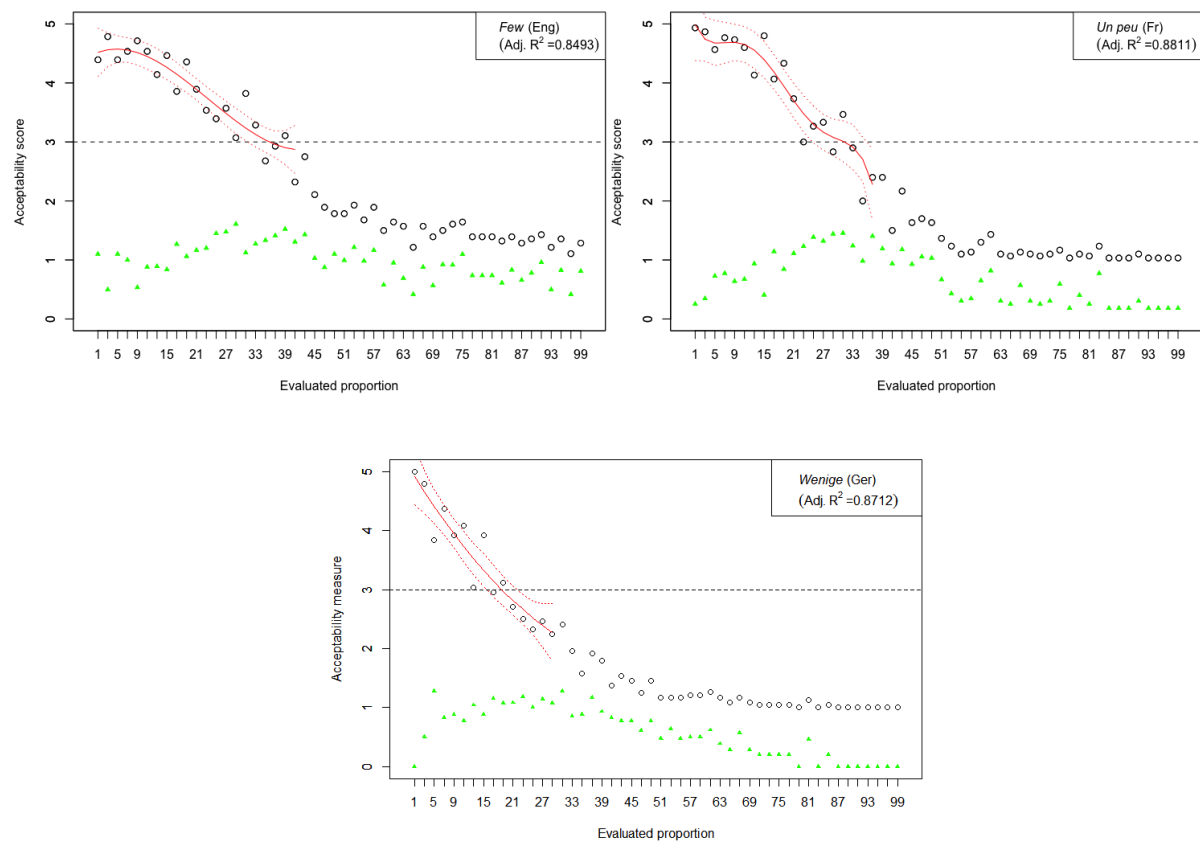 Few (Eng)
(Adj. R² =0.8493)
Acceptability score
5
4
3
2
1
0
1 5 9 15 21 27 33 39 45 51 57 63 69 75 81 87 93 99
Evaluated proportion
Un peu (Fr)
(Adj. R² =0.8811)
Acceptability score
5
4
3
2
1
0
1 5 9 15 21 27 33 39 45 51 57 63 69 75 81 87 93 99
Evaluated proportion
Wenige (Ger)
(Adj. R² =0.8712)
Acceptability measure
5
4
3
2
1
0
1 5 9 15 21 27 33 39 45 51 57 63 69 75 81 87 93 99
Evaluated proportion